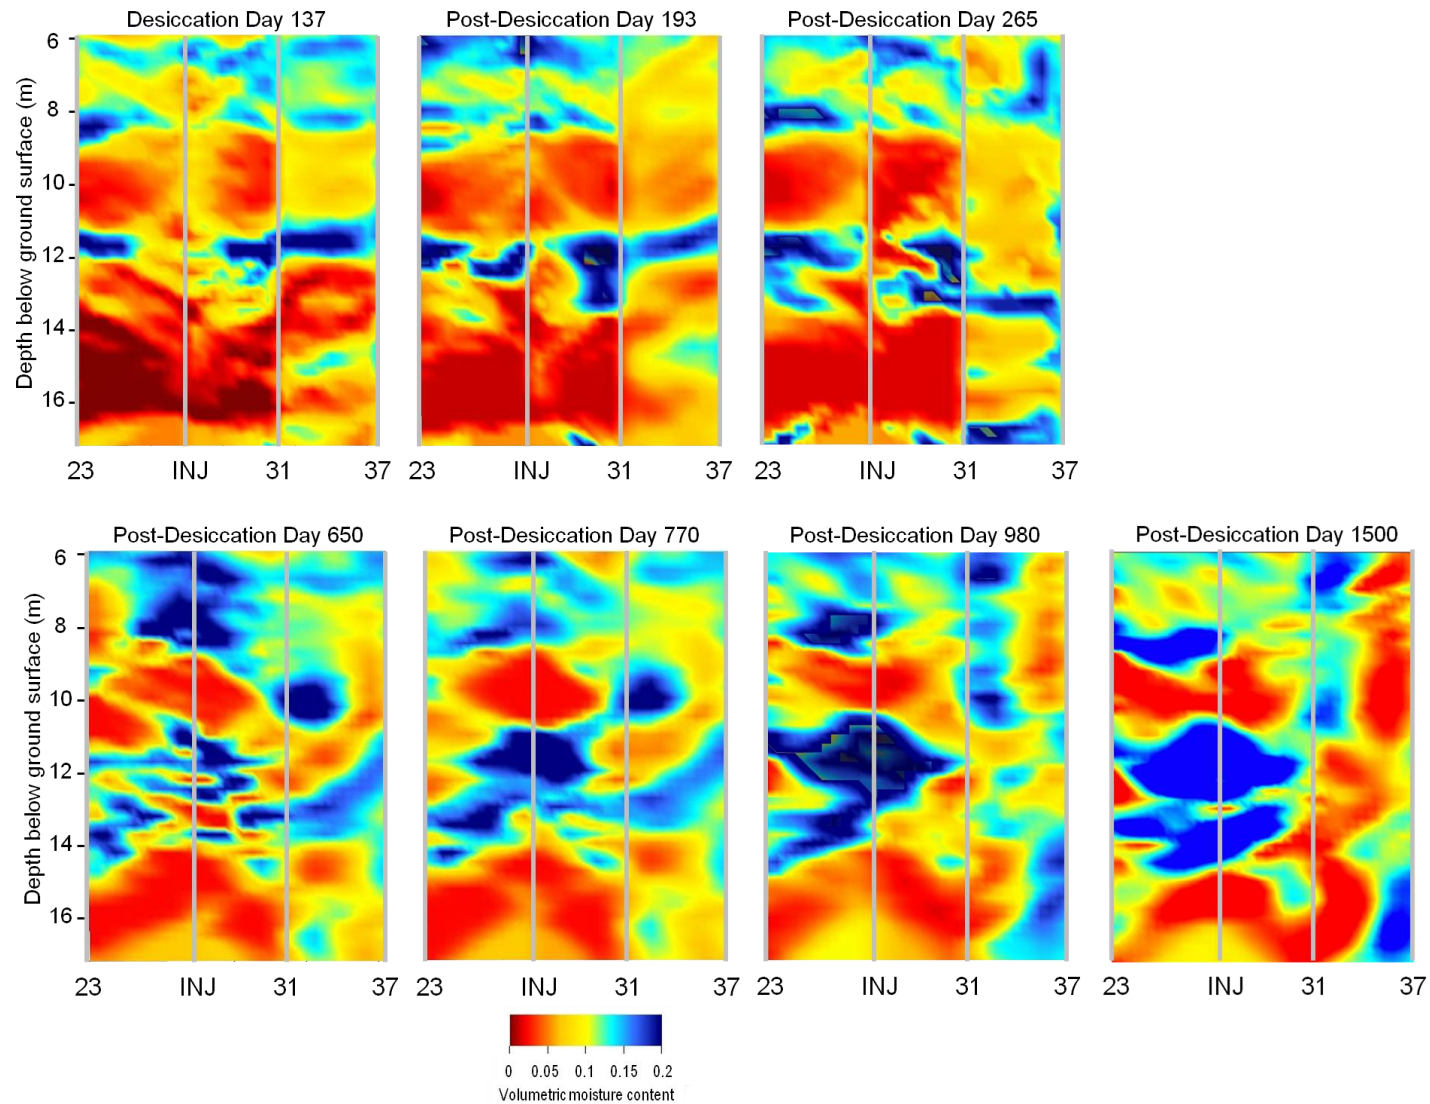 Desiccation Day 137
Post-Desiccation Day 193
Post-Desiccation Day 265
Depth below ground surface (m)
6
8
10
12
14
16
23 INJ 31 37
23 INJ 31 37
23 INJ 31 37
Post-Desiccation Day 650
Post-Desiccation Day 770
Post-Desiccation Day 980
Post-Desiccation Day 1500
Depth below ground surface (m)
6
8
10
12
14
16
23 INJ 31 37
23 INJ 31 37
23 INJ 31 37
23 INJ 31 37
0 0.05 0.1 0.15 0.2
Volumetric moisture content